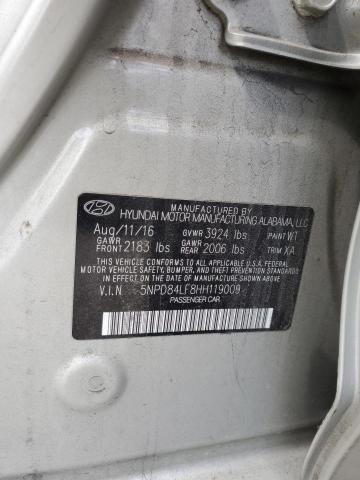 MANUFACTURED BY
HYUNDAI MOTOR MANUFACTURING ALABAMA, LLC
Aug/11/16 GVWR 3924 lbs PAINT WT
GAWR FRONT 2183 lbs GAWR REAR 2006 lbs TRIM XA
THIS VEHICLE CONFORMS TO ALL APPLICABLE U.S.A. FEDERAL
MOTOR VEHICLE SAFETY, BUMPER, AND THEFT PREVENTION
STANDARDS IN EFFECT ON THE DATE OF MANUFACTURE SHOWN
ABOVE.
V.I.N 5NPD84LF8HH119009
PASSENGER CAR